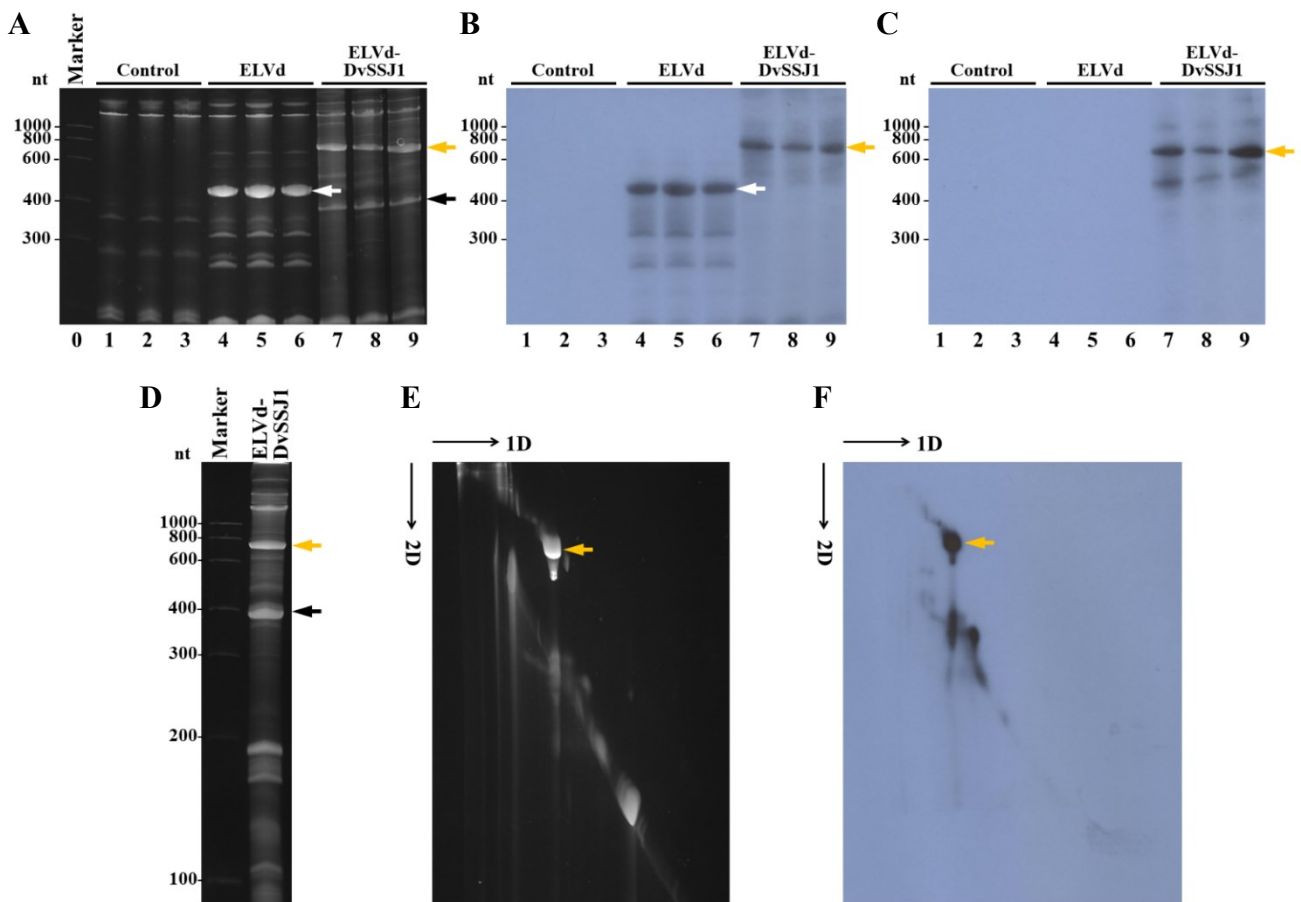 A
Marker
nt
Control
ELVd
ELVd-
DvSSJ1
1000
800
600
400
300
0 1 2 3 4 5 6 7 8 9
B
nt
Control
ELVd
ELVd-
DvSSJ1
1000
800
600
400
300
1 2 3 4 5 6 7 8 9
C
nt
Control
ELVd
ELVd-
DvSSJ1
1000
800
600
400
300
1 2 3 4 5 6 7 8 9
D
Marker
ELVd-
DvSSJ1
nt
1000
800
600
400
300
200
100
E
1D
2D
F
1D
2D